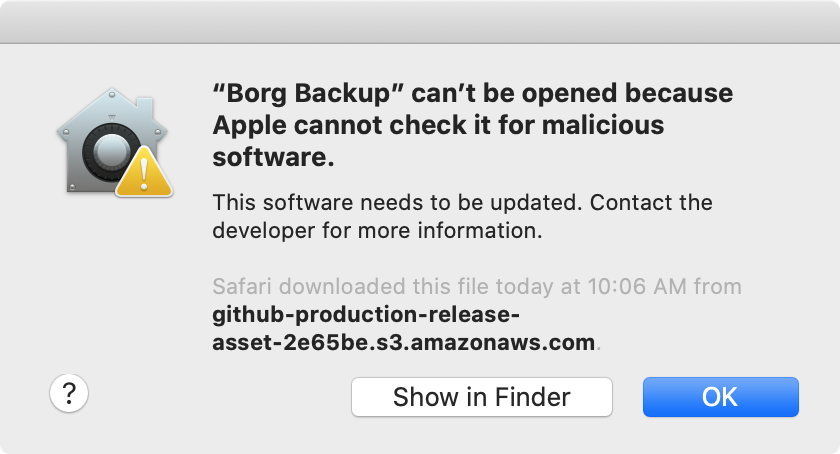 “Borg Backup” can’t be opened because
Apple cannot check it for malicious
software.
This software needs to be updated. Contact the
developer for more information.
Safari downloaded this file today at 10:06 AM from
github-production-release-
asset-2e65be.s3.amazonaws.com.
?
Show in Finder
OK